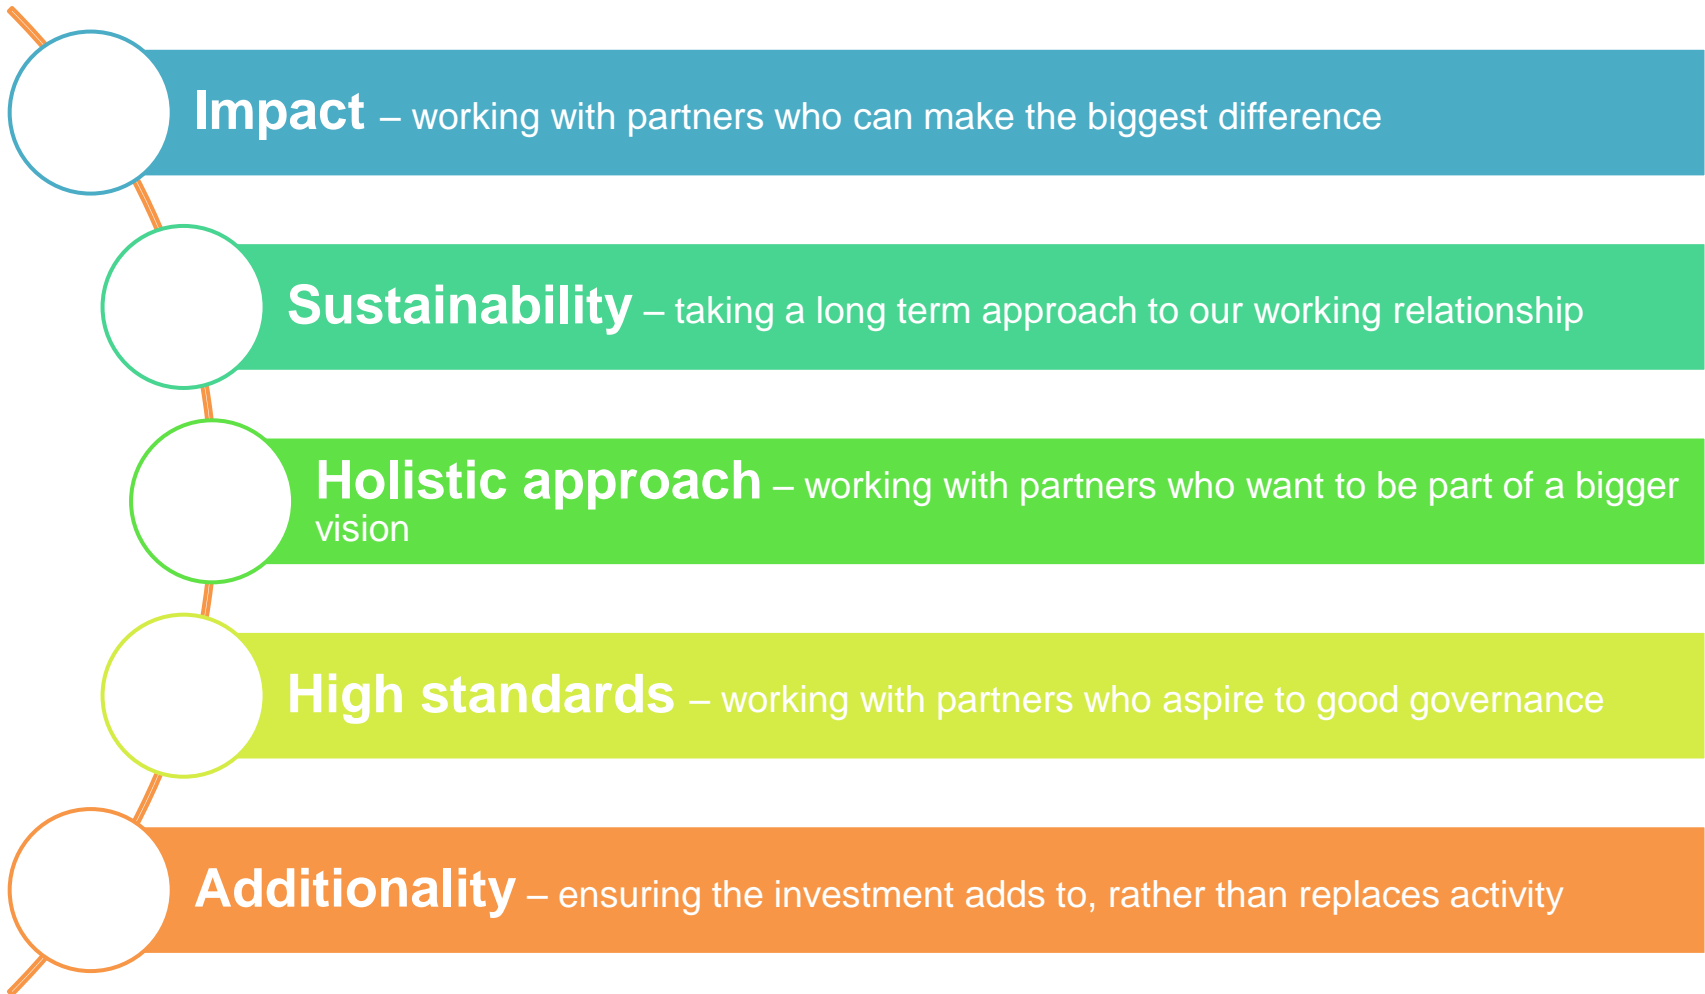 Impact – working with partners who can make the biggest difference
Sustainability – taking a long term approach to our working relationship
Holistic approach – working with partners who want to be part of a bigger
vision
High standards – working with partners who aspire to good governance
Additionality – ensuring the investment adds to, rather than replaces activity